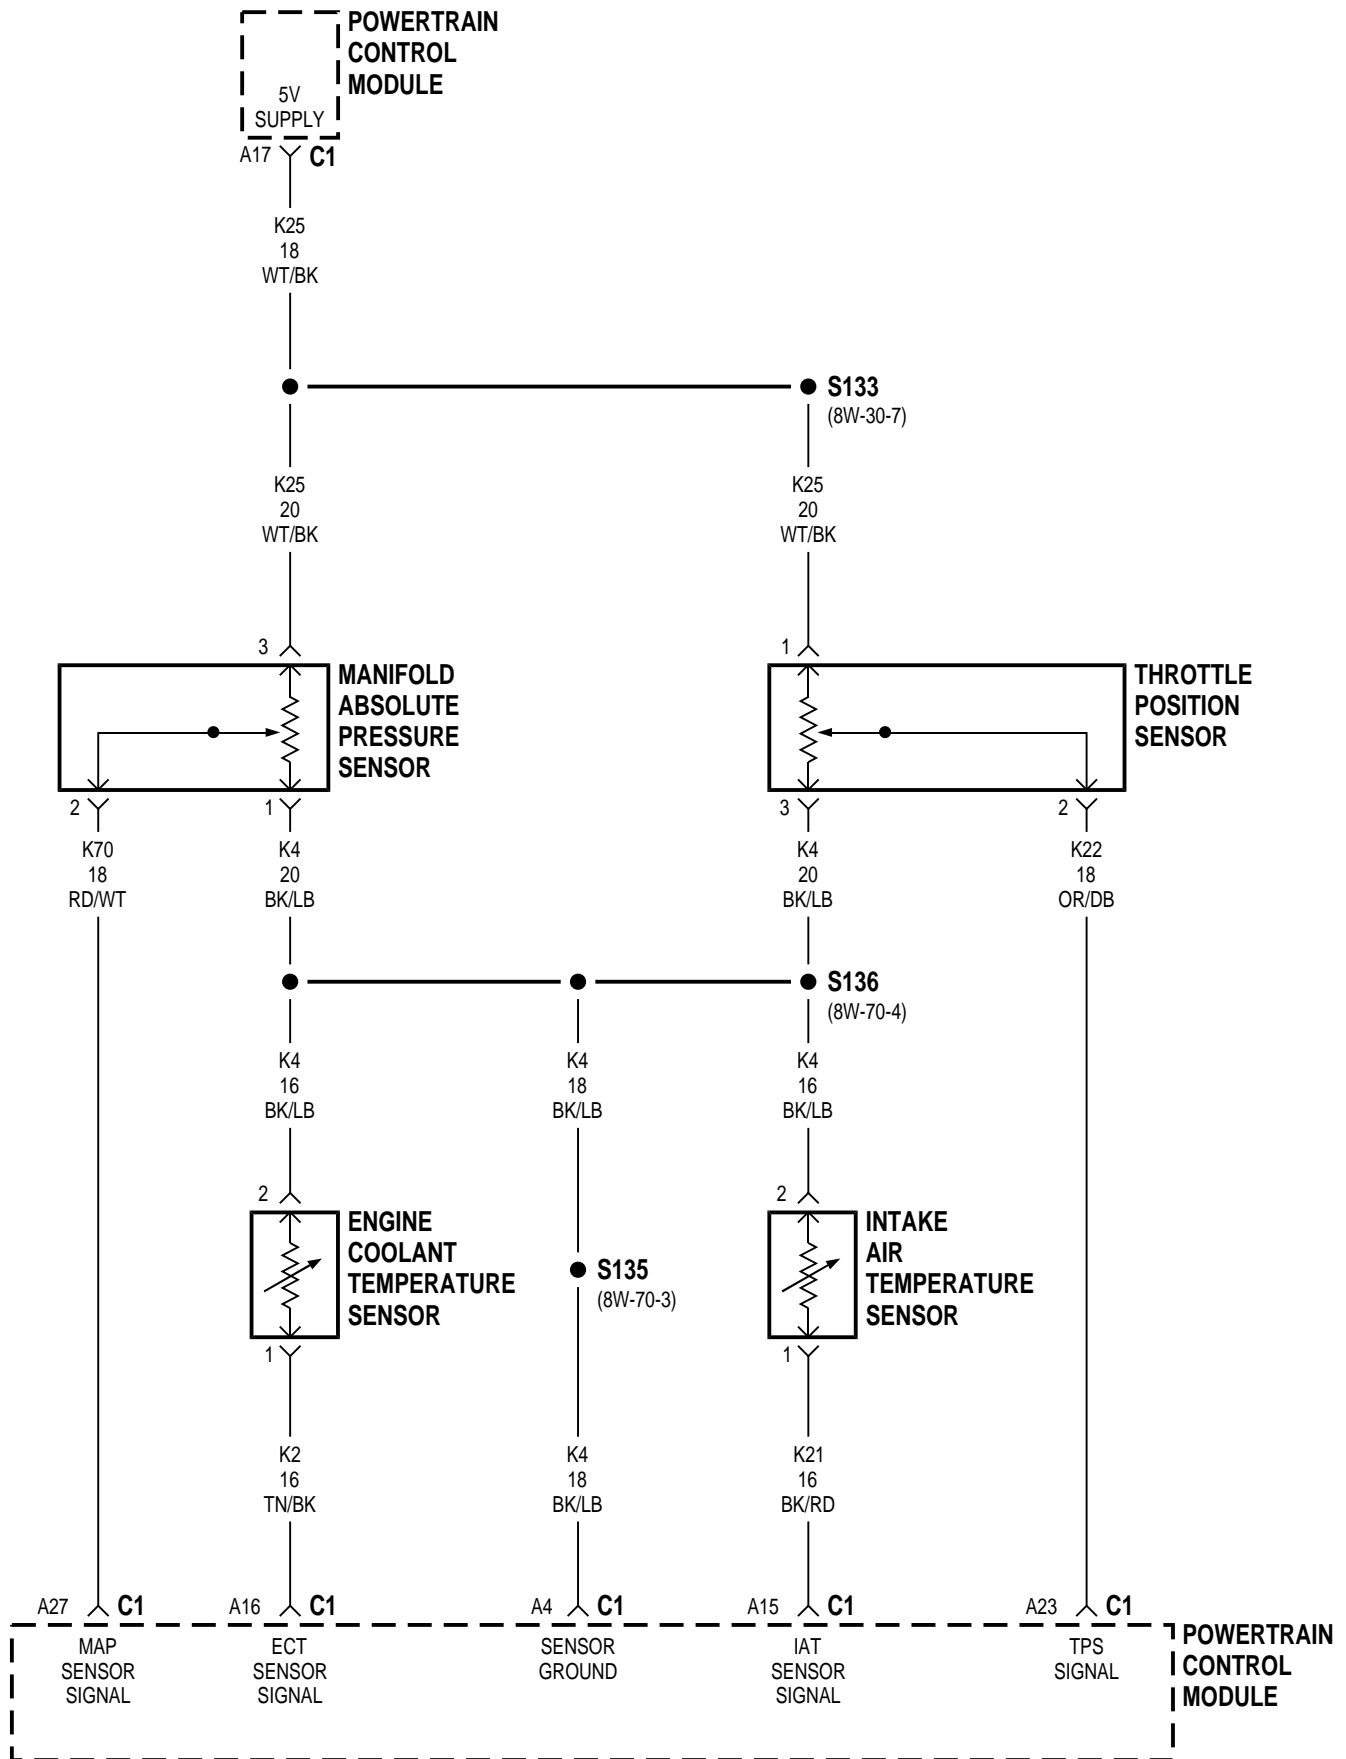 POWERTRAIN
CONTROL
MODULE
5V
SUPPLY
A17 C1
K25
18
WT/BK
S133
(8W-30-7)
K25
20
WT/BK
K25
20
WT/BK
3
1
MANIFOLD
ABSOLUTE
PRESSURE
SENSOR
THROTTLE
POSITION
SENSOR
2
1
3
2
K70
18
RD/WT
K4
20
BK/LB
K4
20
BK/LB
K22
18
OR/DB
S136
(8W-70-4)
K4
16
BK/LB
K4
18
BK/LB
K4
16
BK/LB
2
2
ENGINE
COOLANT
TEMPERATURE
SENSOR
S135
(8W-70-3)
INTAKE
AIR
TEMPERATURE
SENSOR
1
1
K2
16
TN/BK
K4
18
BK/LB
K21
16
BK/RD
A27 C1
A16 C1
A4 C1
A15 C1
A23 C1
MAP
SENSOR
SIGNAL
ECT
SENSOR
SIGNAL
SENSOR
GROUND
IAT
SENSOR
SIGNAL
TPS
SIGNAL
POWERTRAIN
CONTROL
MODULE